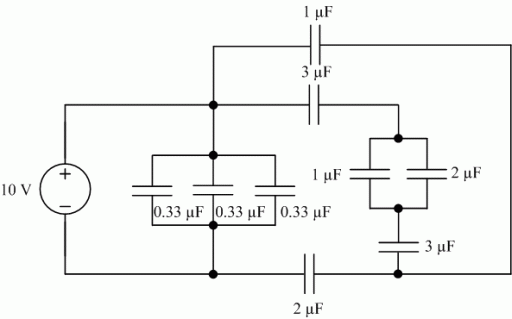 1 µF
3 µF
10 V
+
−
0.33 µF 0.33 µF 0.33 µF
1 µF
2 µF
3 µF
2 µF